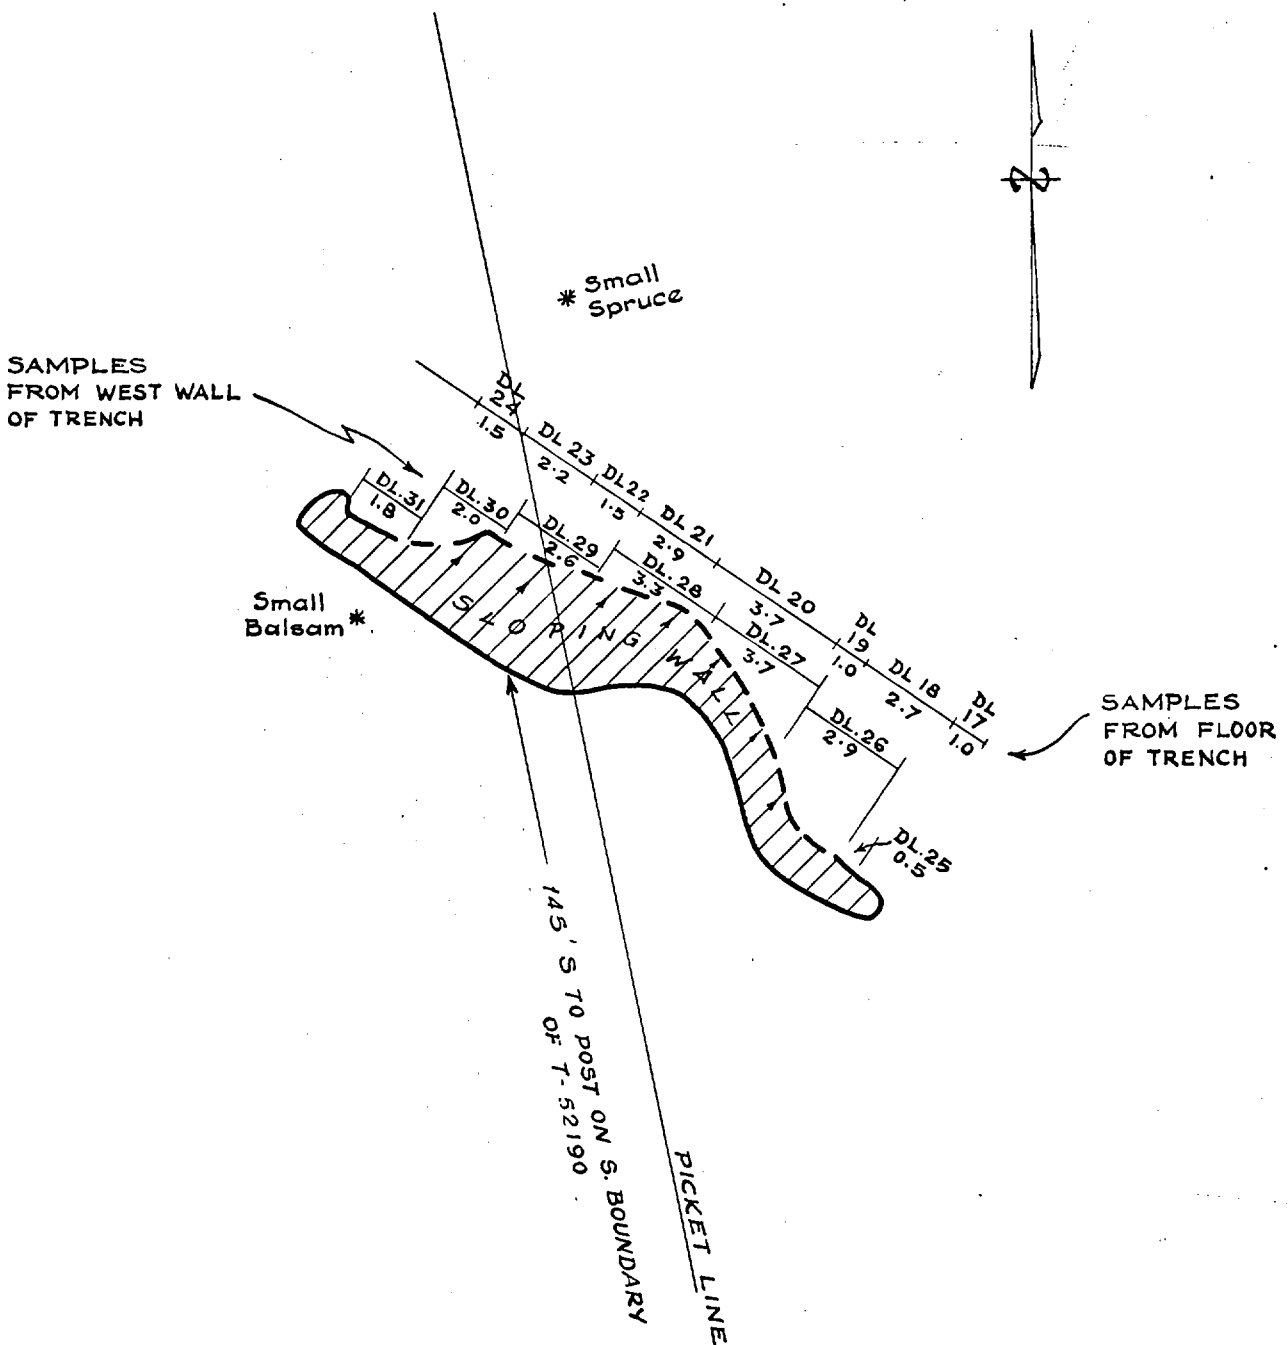 N
* Small
Spruce
SAMPLES
FROM WEST WALL
OF TRENCH
DL
24
1.5
DL 23
2.2
DL22
1.5
DL 21
2.9
DL 20
3.7
DL
19
1.0
DL 18
2.7
DL
17
1.0
DL.31
1.8
DL.30
2.0
DL.29
2.6
DL.28
3.3
DL.27
3.7
DL.26
2.9
DL.25
0.5
SLOPING WALL
Small
Balsam *
SAMPLES
FROM FLOOR
OF TRENCH
145' S TO POST ON S. BOUNDARY
OF T-52190
PICKET LINE